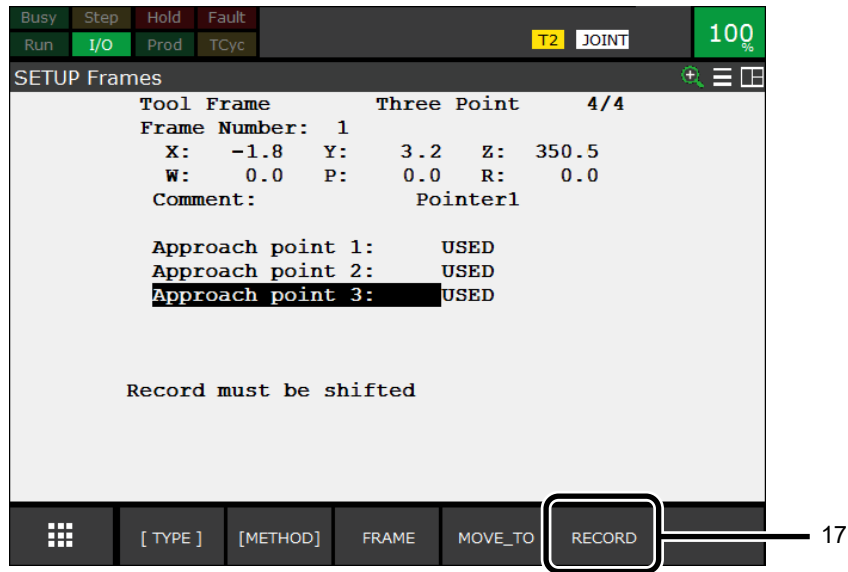 Busy Step Hold Fault
Run I/O Prod TCyc T2 JOINT 100 %
SETUP Frames
Tool Frame Three Point 4/4
Frame Number: 1
X: -1.8 Y: 3.2 Z: 350.5
W: 0.0 P: 0.0 R: 0.0
Comment: Pointer1
Approach point 1: USED
Approach point 2: USED
Approach point 3: USED
Record must be shifted
[ TYPE ] [METHOD] FRAME MOVE_TO RECORD 17